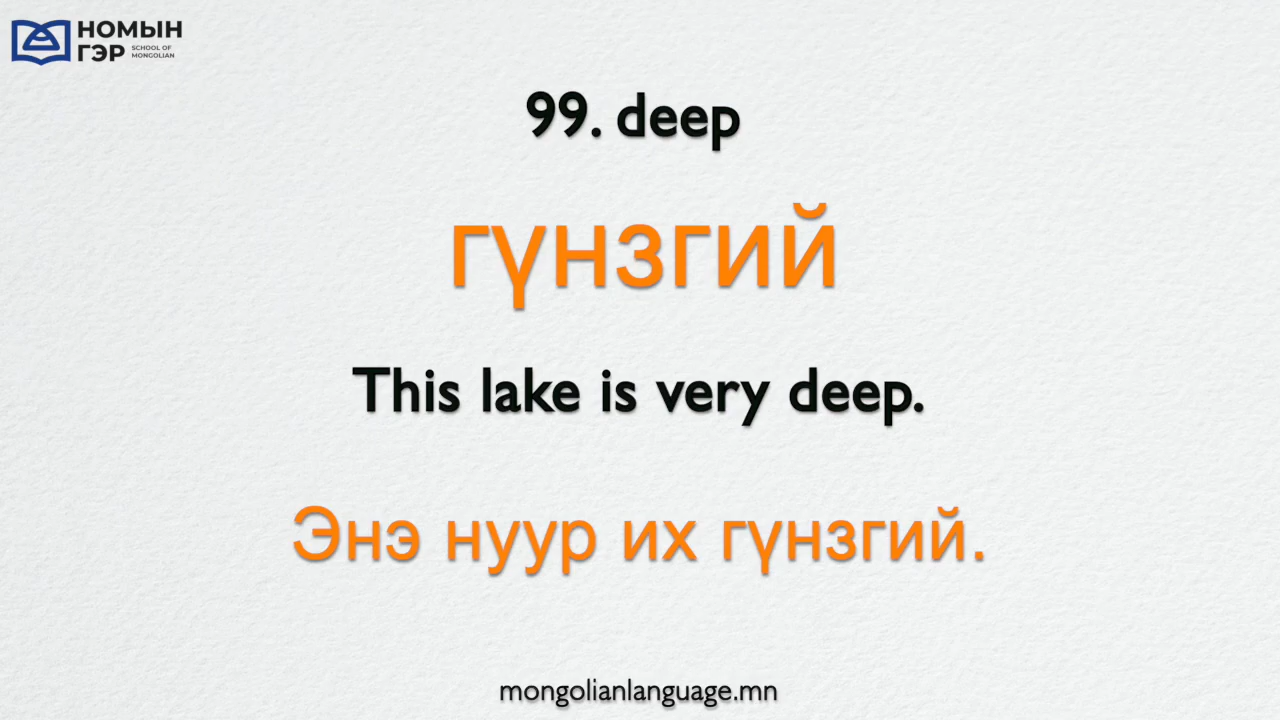 НОМЫН
ГЭР SCHOOL OF
MONGOLIAN
99. deep
гүнзгий
This lake is very deep.
Энэ нуур их гүнзгий.
mongolianlanguage.mn